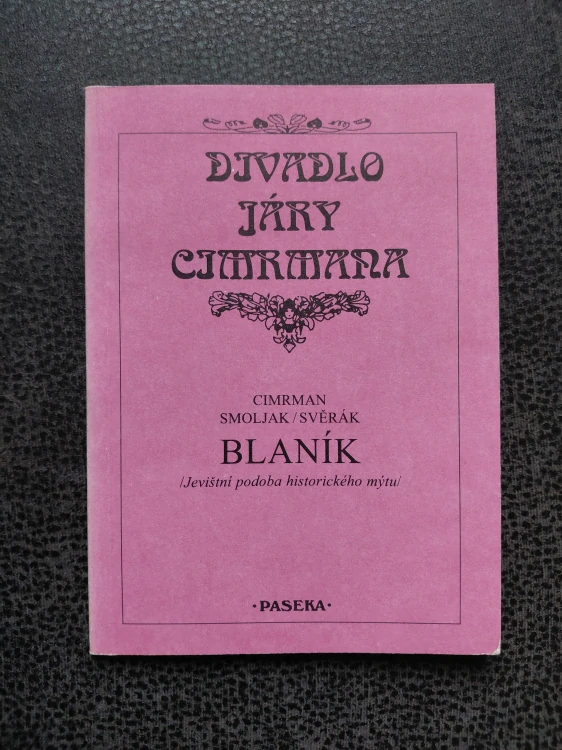 DIVADLO
JÁRY
CIMRMANA
CIMRMAN
SMOLJAK / SVĚRÁK
BLANÍK
/Jevištní podoba historického mýtu/
· PASEKA ·